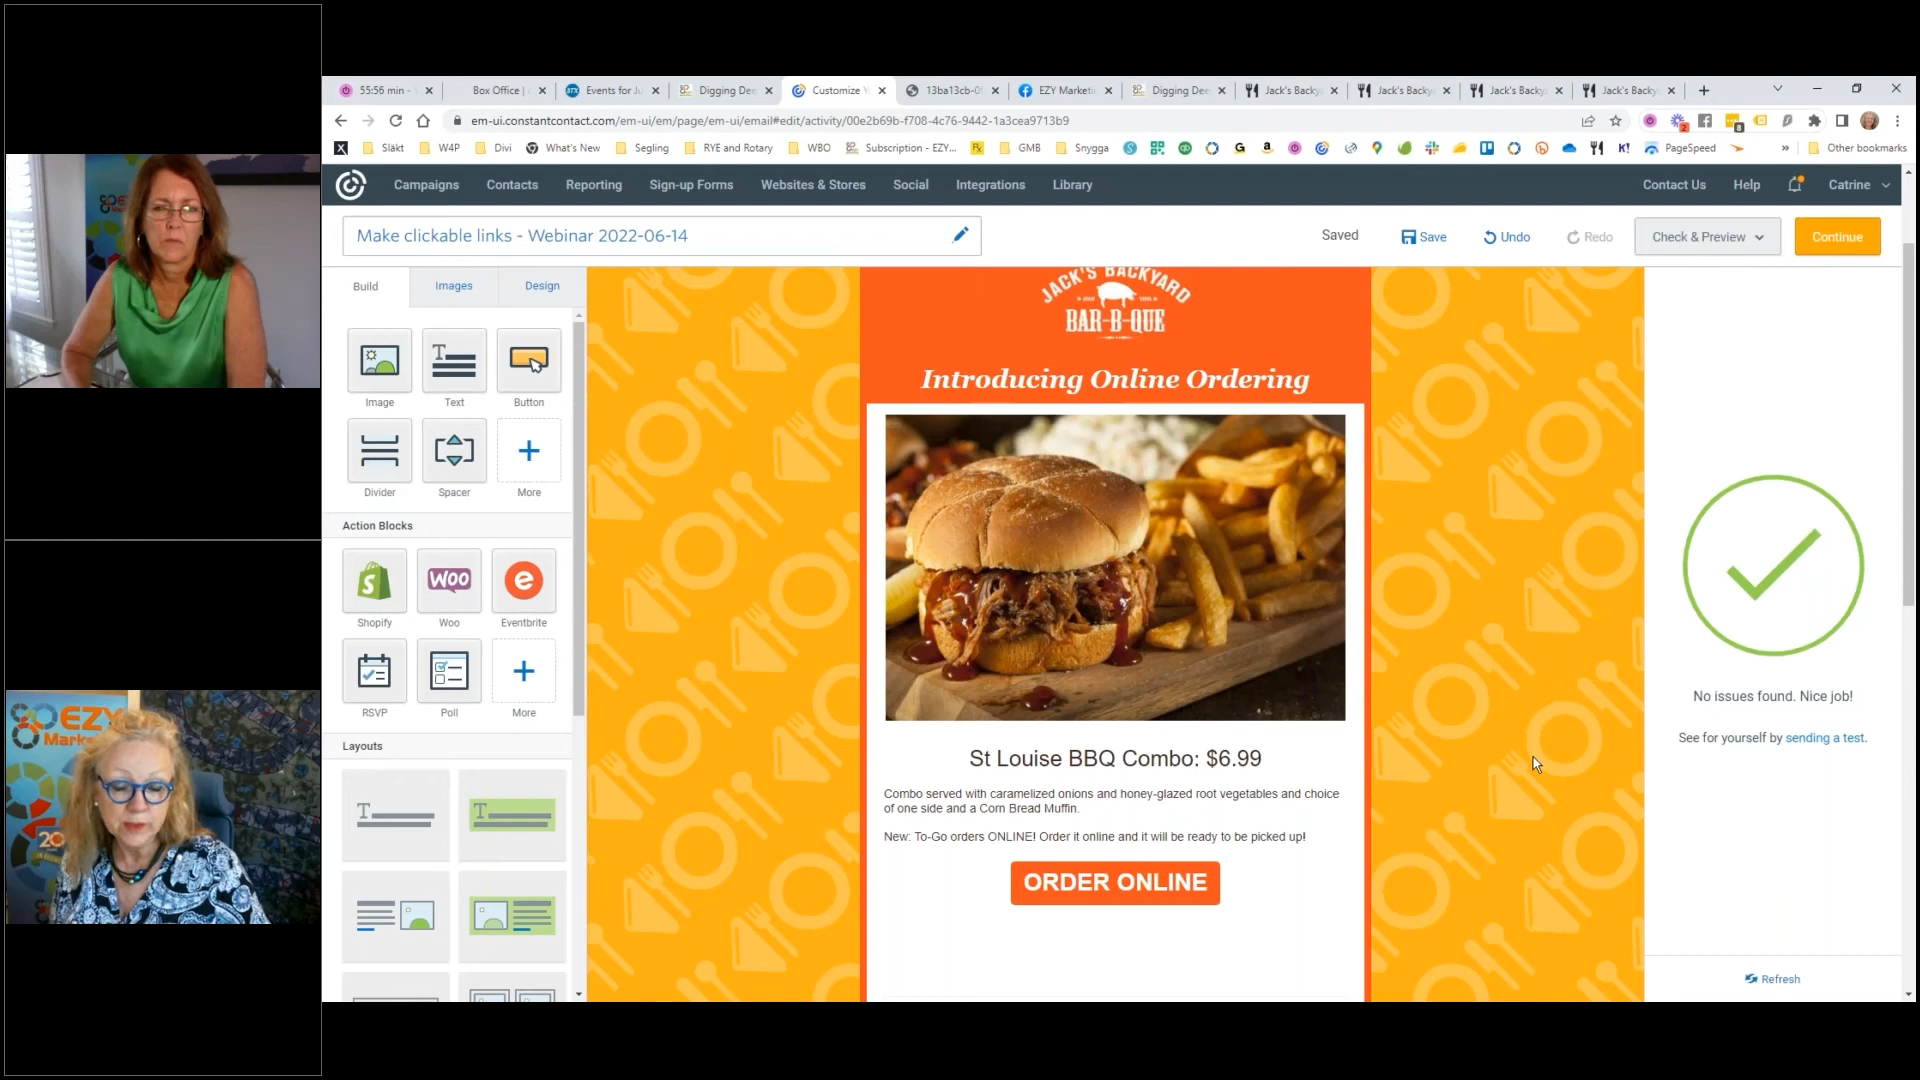 55:56 min -
Box Office |
Events for Ju
Digging Dee
Customize Y
13ba13cb-0f
EZY Marketi
Digging Dee
Jack's Backy
Jack's Backy
Jack's Backy
Jack's Backy
em-ui.constantcontact.com/em-ui/em/page/em-ui/email#edit/activity/00e2b69b-f708-4c76-9442-1a3cea9713b9
Släkt
W4P
Divi
What's New
Segling
RYE and Rotary
WBO
Subscription - EZY...
GMB
Snygga
PageSpeed
»
Other bookmarks
Campaigns
Contacts
Reporting
Sign-up Forms
Websites & Stores
Social
Integrations
Library
Contact Us
Help
Catrine
Make clickable links - Webinar 2022-06-14
Saved
Save
Undo
Redo
Check & Preview
Continue
Build
Images
Design
Image
Text
Button
Divider
Spacer
More
Action Blocks
Shopify
Woo
Eventbrite
RSVP
Poll
More
Layouts
JACK'S BACKYARD
BAR-B-QUE
Introducing Online Ordering
St Louise BBQ Combo: $6.99
Combo served with caramelized onions and honey-glazed root vegetables and choice
of one side and a Corn Bread Muffin.
New: To-Go orders ONLINE! Order it online and it will be ready to be picked up!
ORDER ONLINE
No issues found. Nice job!
See for yourself by sending a test.
Refresh
EZY
Marke
20